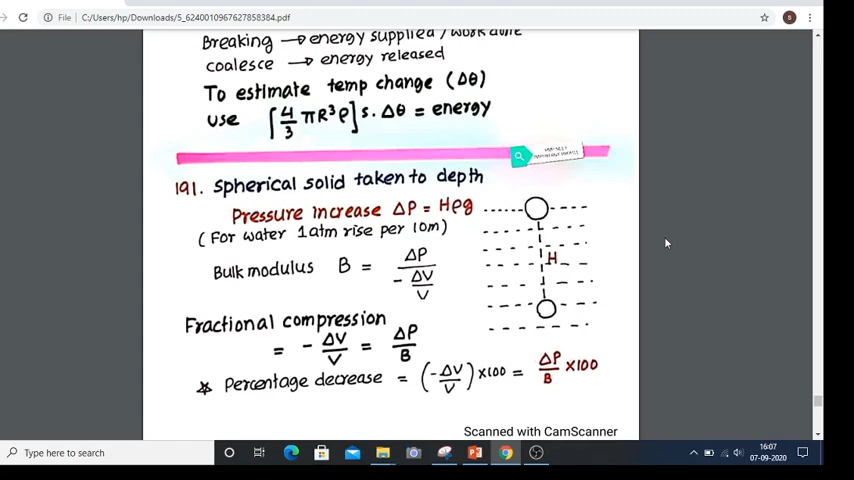 File | C:/Users/hp/Downloads/5_6240010967627858384.pdf
S
Breaking → energy supplied / work done
coalesce → energy released
To estimate temp change (Δθ)
use [4/3 πR³ρ] s. Δθ = energy
191. Spherical solid taken to depth
Pressure increase ΔP = Hρg
(For water 1atm rise per 10m)
Bulk modulus B = ΔP / -ΔV/V
H
Fractional compression
= -ΔV/V = ΔP/B
☆ Percentage decrease = (-ΔV/V) ×100 = ΔP/B ×100
Scanned with CamScanner
Type here to search
16:07
07-09-2020